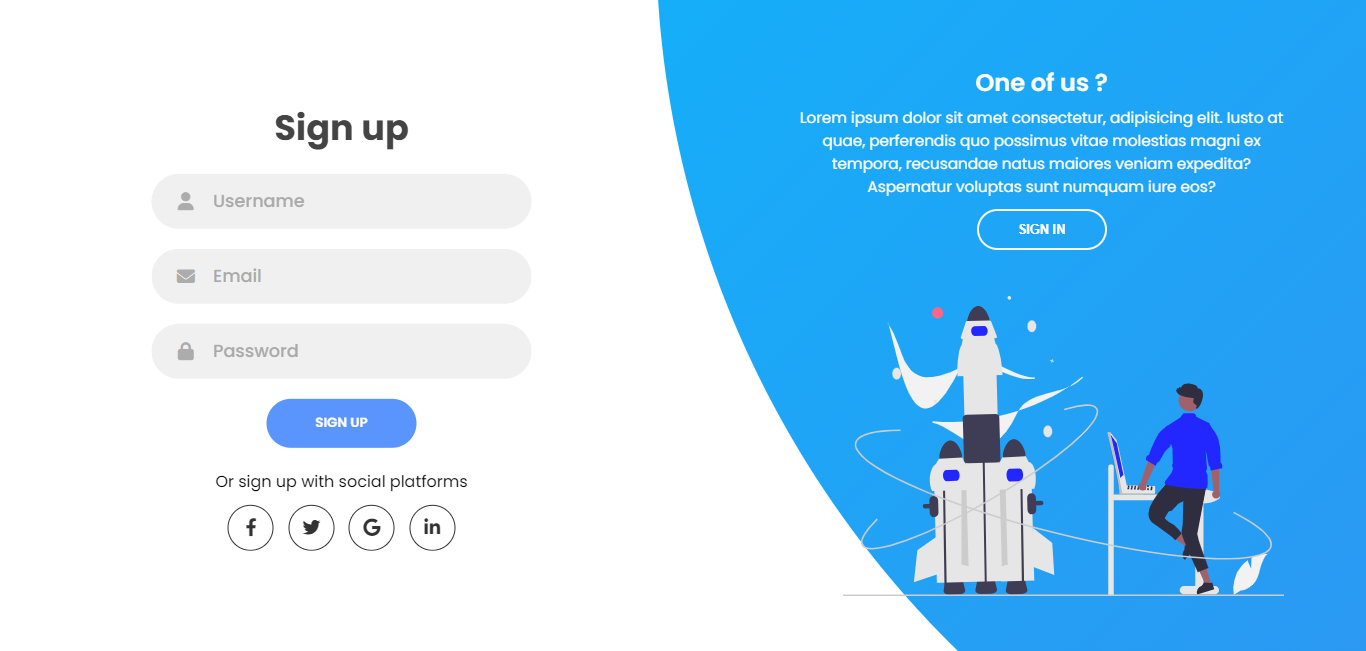 Sign up
Username
Email
Password
SIGN UP
Or sign up with social platforms
One of us ?
Lorem ipsum dolor sit amet consectetur, adipisicing elit. Iusto at
quae, perferendis quo possimus vitae molestias magni ex
tempora, recusandae natus maiores veniam expedita?
Aspernatur voluptas sunt numquam iure eos?
SIGN IN